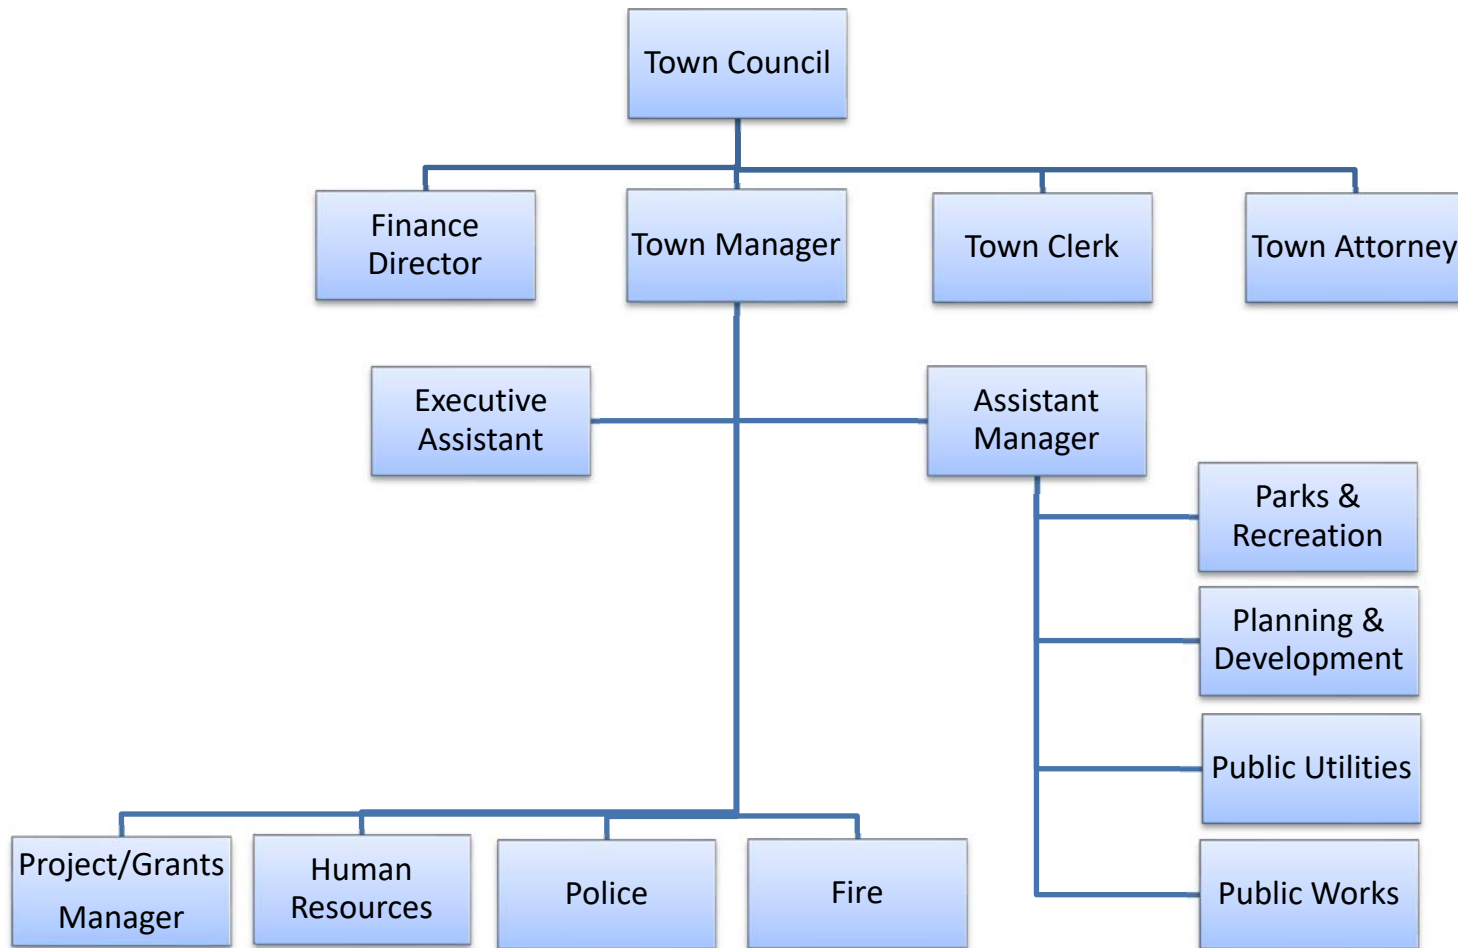 Town Council
Finance
Director
Town Manager
Town Clerk
Town Attorney
Executive
Assistant
Assistant
Manager
Parks &
Recreation
Planning &
Development
Public Utilities
Public Works
Project/Grants
Manager
Human
Resources
Police
Fire